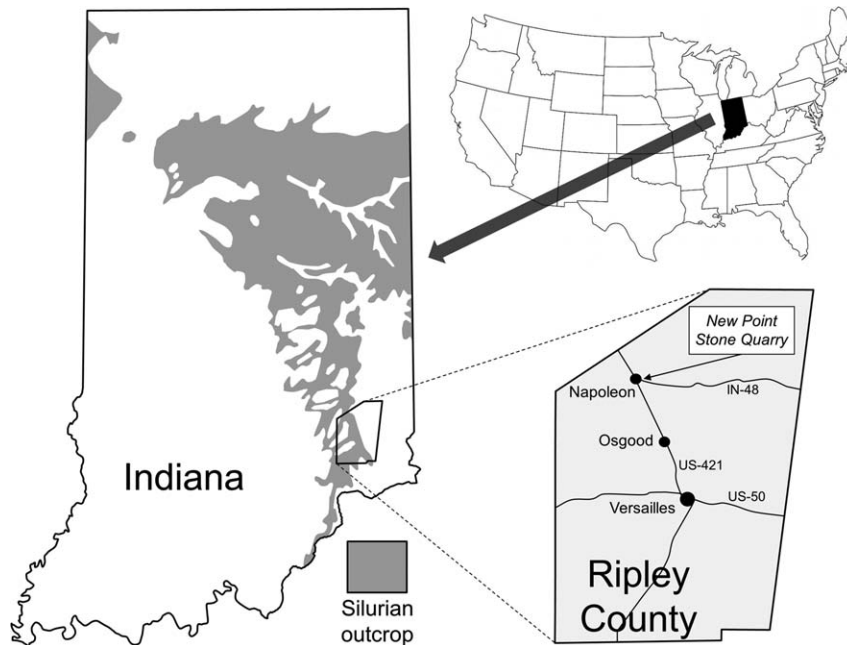 Indiana
Silurian
outcrop
New Point
Stone Quarry
Napoleon
IN-48
Osgood
US-421
Versailles
US-50
Ripley
County